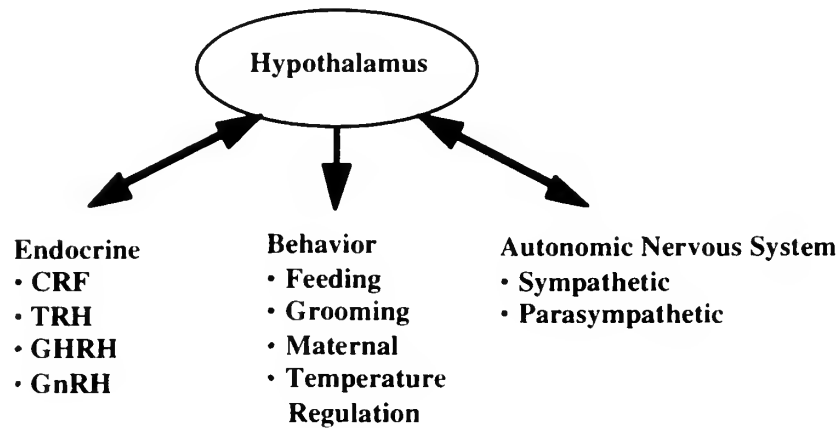 Hypothalamus
Endocrine
· CRF
· TRH
· GHRH
· GnRH
Behavior
· Feeding
· Grooming
· Maternal
· Temperature
Regulation
Autonomic Nervous System
· Sympathetic
· Parasympathetic